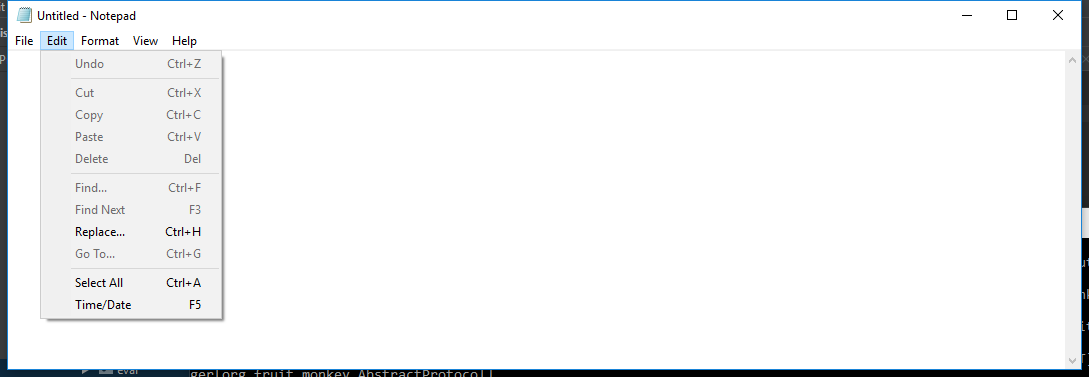 Untitled - Notepad
File Edit Format View Help
Undo Ctrl+Z
Cut Ctrl+X
Copy Ctrl+C
Paste Ctrl+V
Delete Del
Find... Ctrl+F
Find Next F3
Replace... Ctrl+H
Go To... Ctrl+G
Select All Ctrl+A
Time/Date F5
eval
ger[org.fruit.monkey.AbstractProtocol]